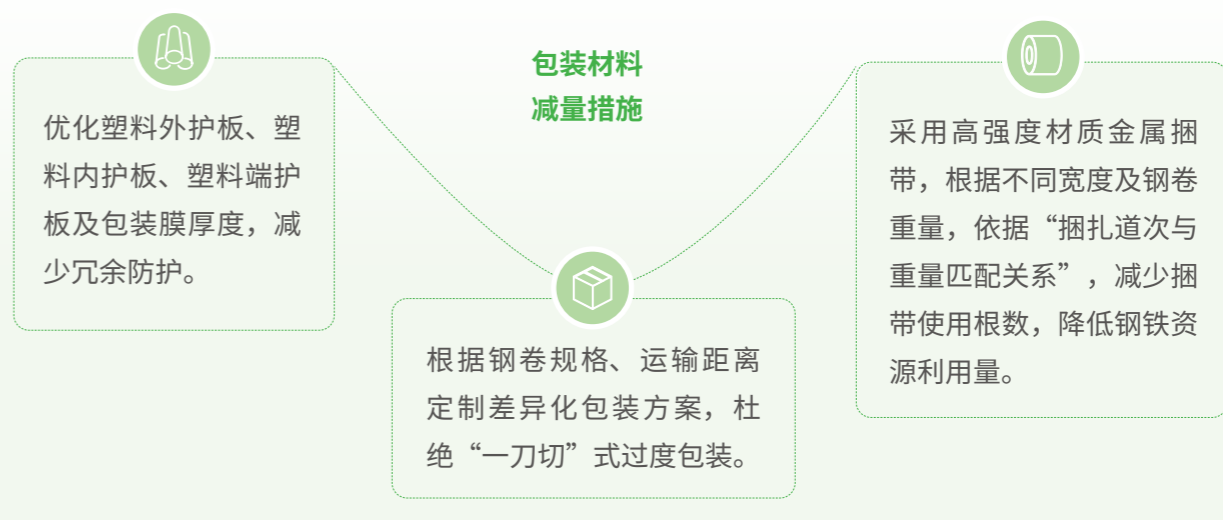 包装材料
减量措施
优化塑料外护板、塑
料内护板、塑料端护
板及包装膜厚度，减
少冗余防护。
根据钢卷规格、运输距离
定制差异化包装方案，杜
绝“一刀切”式过度包装。
采用高强度材质金属捆
带，根据不同宽度及钢卷
重量，依据“捆扎道次与
重量匹配关系”，减少捆
带使用根数，降低钢铁资
源利用量。